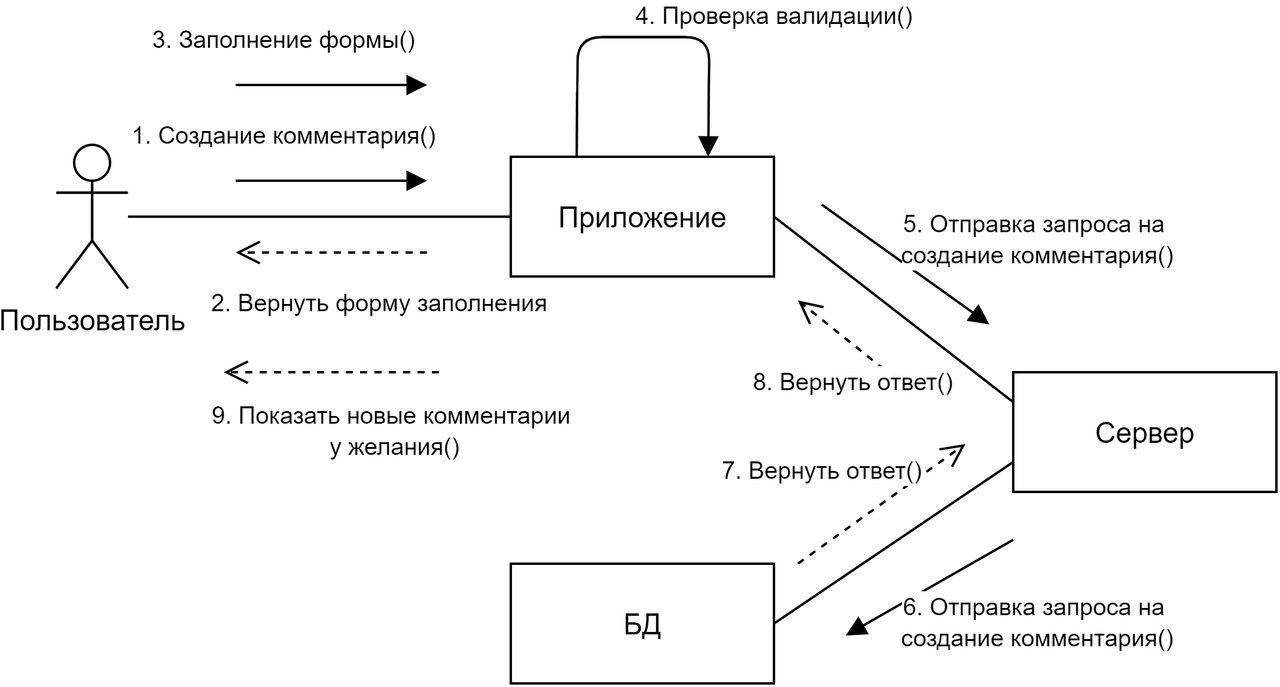 4. Проверка валидации()
3. Заполнение формы()
1. Создание комментария()
Приложение
5. Отправка запроса на
создание комментария()
2. Вернуть форму заполнения
Пользователь
8. Вернуть ответ()
9. Показать новые комментарии
у желания()
Сервер
7. Вернуть ответ()
БД
6. Отправка запроса на
создание комментария()